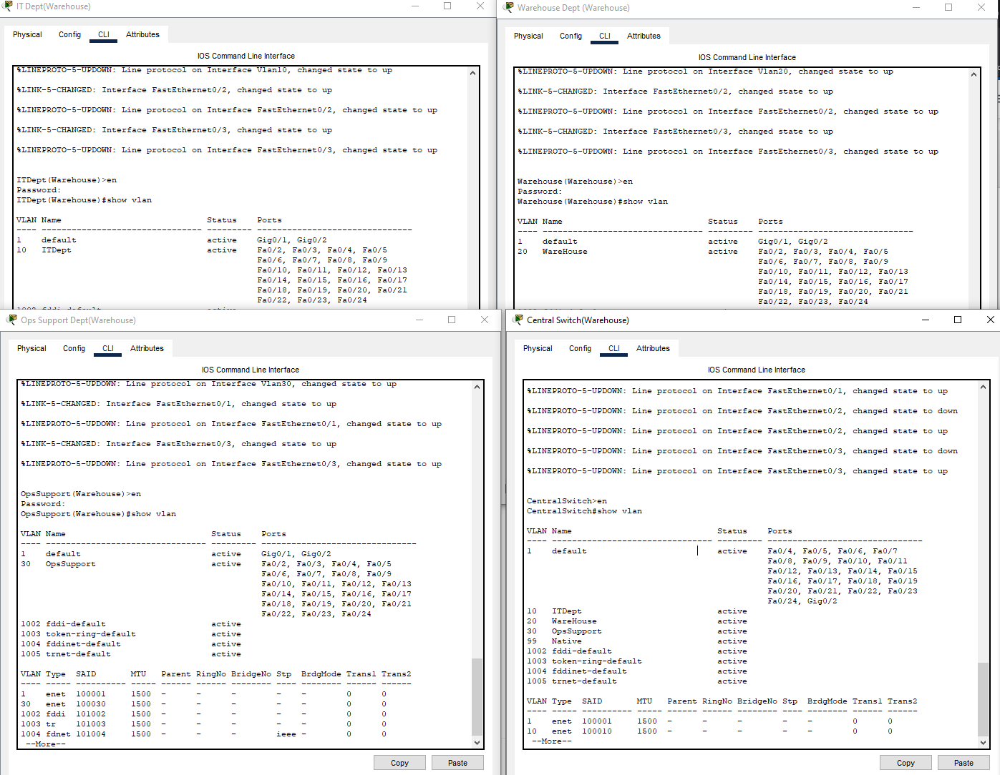 IT Dept(Warehouse)
Physical Config CLI Attributes
IOS Command Line Interface
%LINEPROTO-5-UPDOWN: Line protocol on Interface Vlan10, changed state to up
%LINK-5-CHANGED: Interface FastEthernet0/2, changed state to up
%LINEPROTO-5-UPDOWN: Line protocol on Interface FastEthernet0/2, changed state to up
%LINK-5-CHANGED: Interface FastEthernet0/3, changed state to up
%LINEPROTO-5-UPDOWN: Line protocol on Interface FastEthernet0/3, changed state to up
ITDept(Warehouse)>en
Password:
ITDept(Warehouse)#show vlan
VLAN Name Status Ports
---- -------------------------------- --------- -------------------------------
1 default active Gig0/1, Gig0/2
10 ITDept active Fa0/2, Fa0/3, Fa0/4, Fa0/5
Fa0/6, Fa0/7, Fa0/8, Fa0/9
Fa0/10, Fa0/11, Fa0/12, Fa0/13
Fa0/14, Fa0/15, Fa0/16, Fa0/17
Fa0/18, Fa0/19, Fa0/20, Fa0/21
Fa0/22, Fa0/23, Fa0/24
Warehouse Dept (Warehouse)
Physical Config CLI Attributes
IOS Command Line Interface
%LINEPROTO-5-UPDOWN: Line protocol on Interface Vlan20, changed state to up
%LINK-5-CHANGED: Interface FastEthernet0/2, changed state to up
%LINEPROTO-5-UPDOWN: Line protocol on Interface FastEthernet0/2, changed state to up
%LINK-5-CHANGED: Interface FastEthernet0/3, changed state to up
%LINEPROTO-5-UPDOWN: Line protocol on Interface FastEthernet0/3, changed state to up
Warehouse(Warehouse)>en
Password:
Warehouse(Warehouse)#show vlan
VLAN Name Status Ports
---- -------------------------------- --------- -------------------------------
1 default active Gig0/1, Gig0/2
20 WareHouse active Fa0/2, Fa0/3, Fa0/4, Fa0/5
Fa0/6, Fa0/7, Fa0/8, Fa0/9
Fa0/10, Fa0/11, Fa0/12, Fa0/13
Fa0/14, Fa0/15, Fa0/16, Fa0/17
Fa0/18, Fa0/19, Fa0/20, Fa0/21
Fa0/22, Fa0/23, Fa0/24
Ops Support Dept(Warehouse)
Physical Config CLI Attributes
IOS Command Line Interface
%LINEPROTO-5-UPDOWN: Line protocol on Interface Vlan30, changed state to up
%LINK-5-CHANGED: Interface FastEthernet0/1, changed state to up
%LINEPROTO-5-UPDOWN: Line protocol on Interface FastEthernet0/1, changed state to up
%LINK-5-CHANGED: Interface FastEthernet0/3, changed state to up
%LINEPROTO-5-UPDOWN: Line protocol on Interface FastEthernet0/3, changed state to up
OpsSupport(Warehouse)>en
Password:
OpsSupport(Warehouse)#show vlan
VLAN Name Status Ports
---- -------------------------------- --------- -------------------------------
1 default active Gig0/1, Gig0/2
30 OpsSupport active Fa0/2, Fa0/3, Fa0/4, Fa0/5
Fa0/6, Fa0/7, Fa0/8, Fa0/9
Fa0/10, Fa0/11, Fa0/12, Fa0/13
Fa0/14, Fa0/15, Fa0/16, Fa0/17
Fa0/18, Fa0/19, Fa0/20, Fa0/21
Fa0/22, Fa0/23, Fa0/24
1002 fddi-default active
1003 token-ring-default active
1004 fddinet-default active
1005 trnet-default active
VLAN Type SAID MTU Parent RingNo BridgeNo Stp BrdgMode Trans1 Trans2
---- ----- ---------- ----- ------ ------ -------- ---- -------- ------ ------
1 enet 100001 1500 - - - - - 0 0
30 enet 100030 1500 - - - - - 0 0
1002 fddi 101002 1500 - - - - - 0 0
1003 tr 101003 1500 - - - - - 0 0
1004 fdnet 101004 1500 - - - ieee - 0 0
--More--
Copy Paste
Central Switch(Warehouse)
Physical Config CLI Attributes
IOS Command Line Interface
%LINEPROTO-5-UPDOWN: Line protocol on Interface FastEthernet0/1, changed state to up
%LINEPROTO-5-UPDOWN: Line protocol on Interface FastEthernet0/2, changed state to down
%LINEPROTO-5-UPDOWN: Line protocol on Interface FastEthernet0/2, changed state to up
%LINEPROTO-5-UPDOWN: Line protocol on Interface FastEthernet0/3, changed state to down
%LINEPROTO-5-UPDOWN: Line protocol on Interface FastEthernet0/3, changed state to up
CentralSwitch>en
CentralSwitch#show vlan
VLAN Name Status Ports
---- -------------------------------- --------- -------------------------------
1 default active Fa0/4, Fa0/5, Fa0/6, Fa0/7
Fa0/8, Fa0/9, Fa0/10, Fa0/11
Fa0/12, Fa0/13, Fa0/14, Fa0/15
Fa0/16, Fa0/17, Fa0/18, Fa0/19
Fa0/20, Fa0/21, Fa0/22, Fa0/23
Fa0/24, Gig0/2
10 ITDept active
20 WareHouse active
30 OpsSupport active
99 Native active
1002 fddi-default active
1003 token-ring-default active
1004 fddinet-default active
1005 trnet-default active
VLAN Type SAID MTU Parent RingNo BridgeNo Stp BrdgMode Trans1 Trans2
---- ----- ---------- ----- ------ ------ -------- ---- -------- ------ ------
1 enet 100001 1500 - - - - - 0 0
10 enet 100010 1500 - - - - - 0 0
--More--
Copy Paste